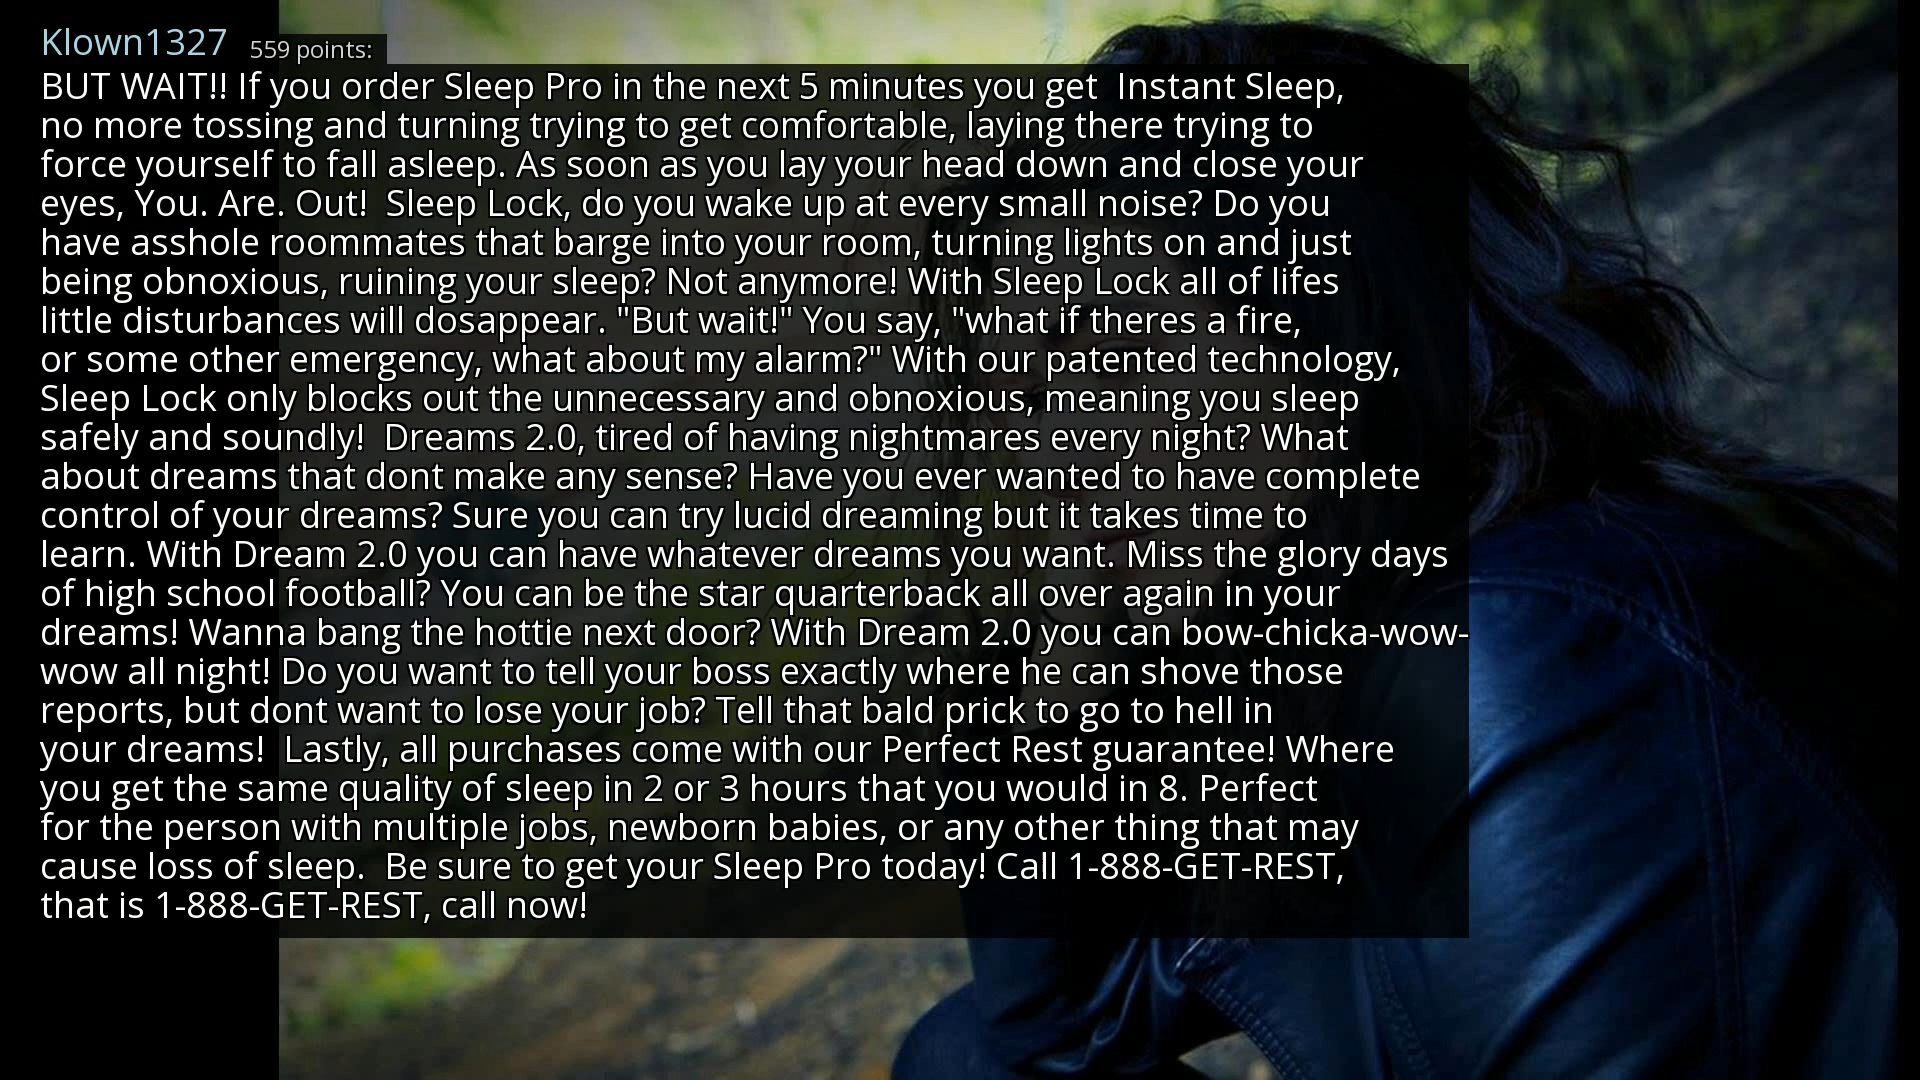 Klown1327 559 points:
BUT WAIT!! If you order Sleep Pro in the next 5 minutes you get  Instant Sleep,
no more tossing and turning trying to get comfortable, laying there trying to
force yourself to fall asleep. As soon as you lay your head down and close your
eyes, You. Are. Out!  Sleep Lock, do you wake up at every small noise? Do you
have asshole roommates that barge into your room, turning lights on and just
being obnoxious, ruining your sleep? Not anymore! With Sleep Lock all of lifes
little disturbances will dosappear. "But wait!" You say, "what if theres a fire,
or some other emergency, what about my alarm?" With our patented technology,
Sleep Lock only blocks out the unnecessary and obnoxious, meaning you sleep
safely and soundly!  Dreams 2.0, tired of having nightmares every night? What
about dreams that dont make any sense? Have you ever wanted to have complete
control of your dreams? Sure you can try lucid dreaming but it takes time to
learn. With Dream 2.0 you can have whatever dreams you want. Miss the glory days
of high school football? You can be the star quarterback all over again in your
dreams! Wanna bang the hottie next door? With Dream 2.0 you can bow-chicka-wow-
wow all night! Do you want to tell your boss exactly where he can shove those
reports, but dont want to lose your job? Tell that bald prick to go to hell in
your dreams!  Lastly, all purchases come with our Perfect Rest guarantee! Where
you get the same quality of sleep in 2 or 3 hours that you would in 8. Perfect
for the person with multiple jobs, newborn babies, or any other thing that may
cause loss of sleep.  Be sure to get your Sleep Pro today! Call 1-888-GET-REST,
that is 1-888-GET-REST, call now!